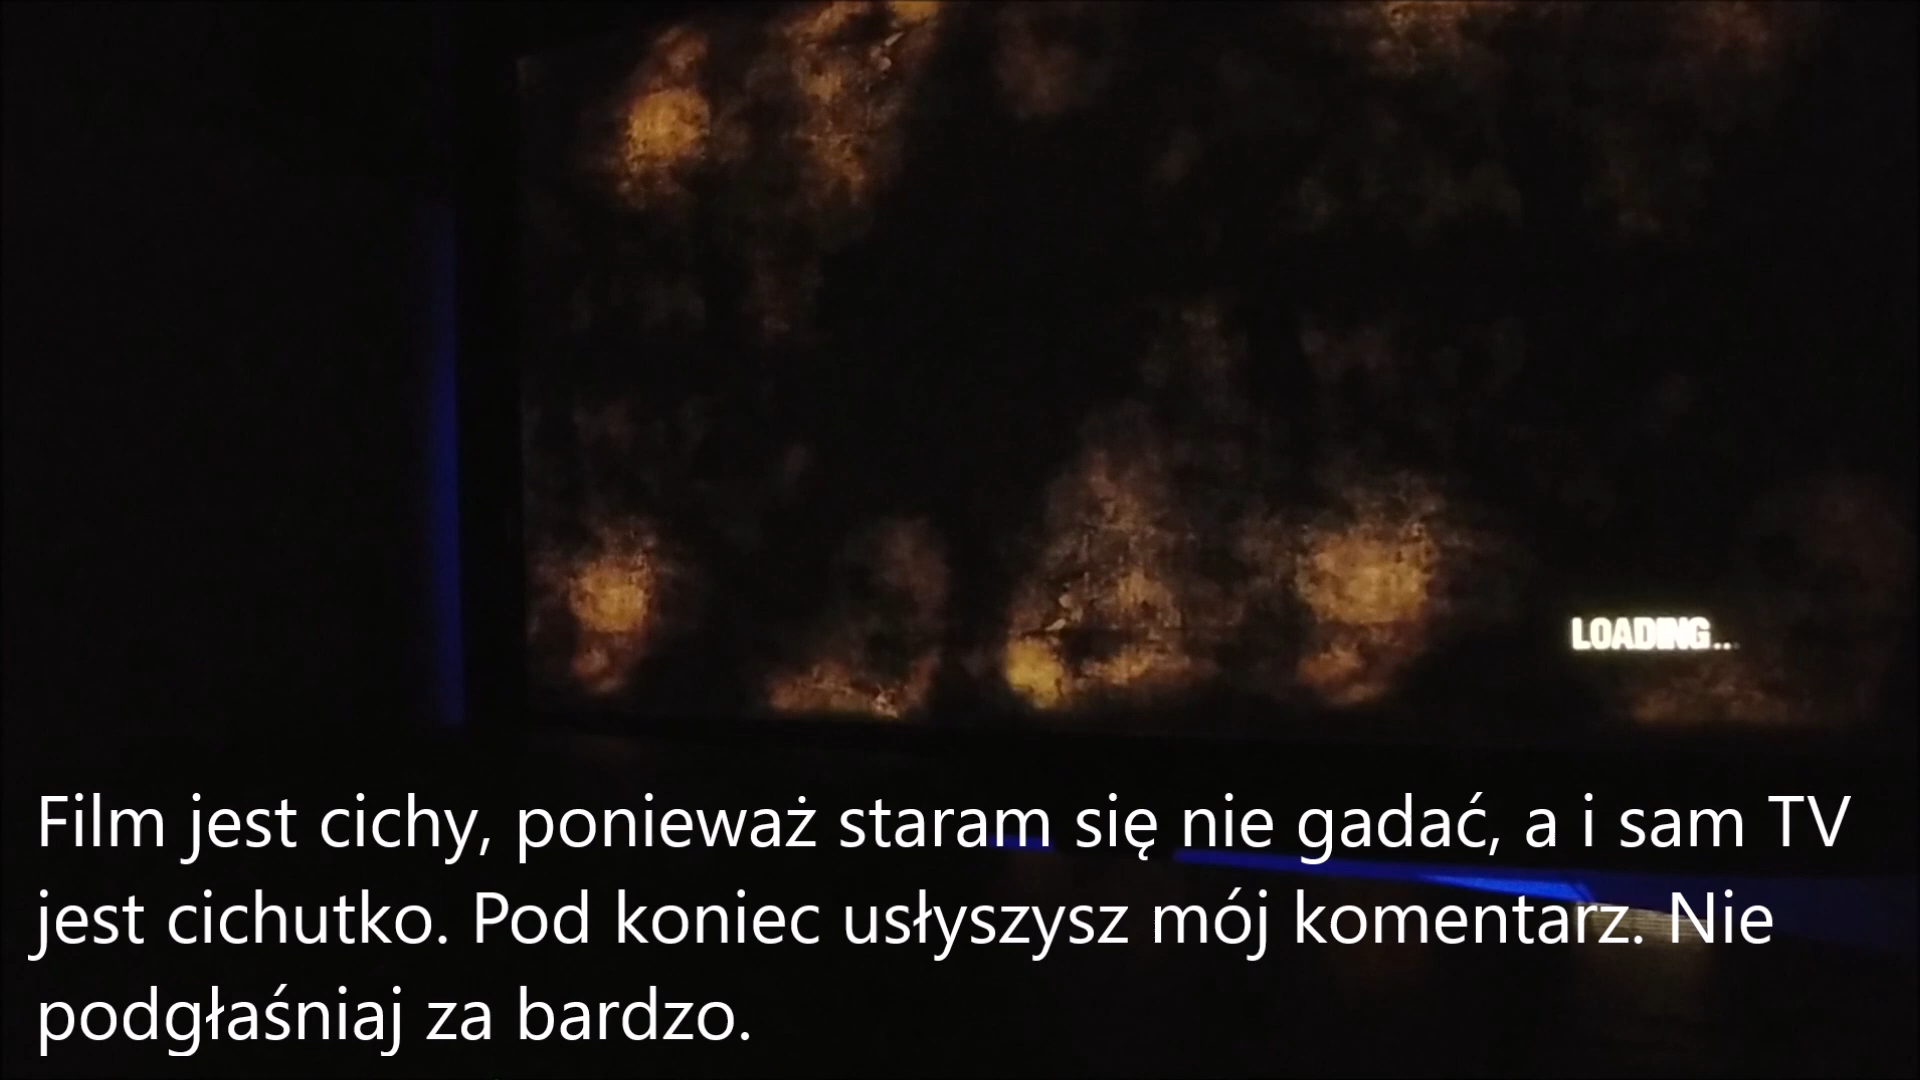 LOADING...
Film jest cichy, ponieważ staram się nie gadać, a i sam TV
jest cichutko. Pod koniec usłyszysz mój komentarz. Nie
podgłaśniaj za bardzo.